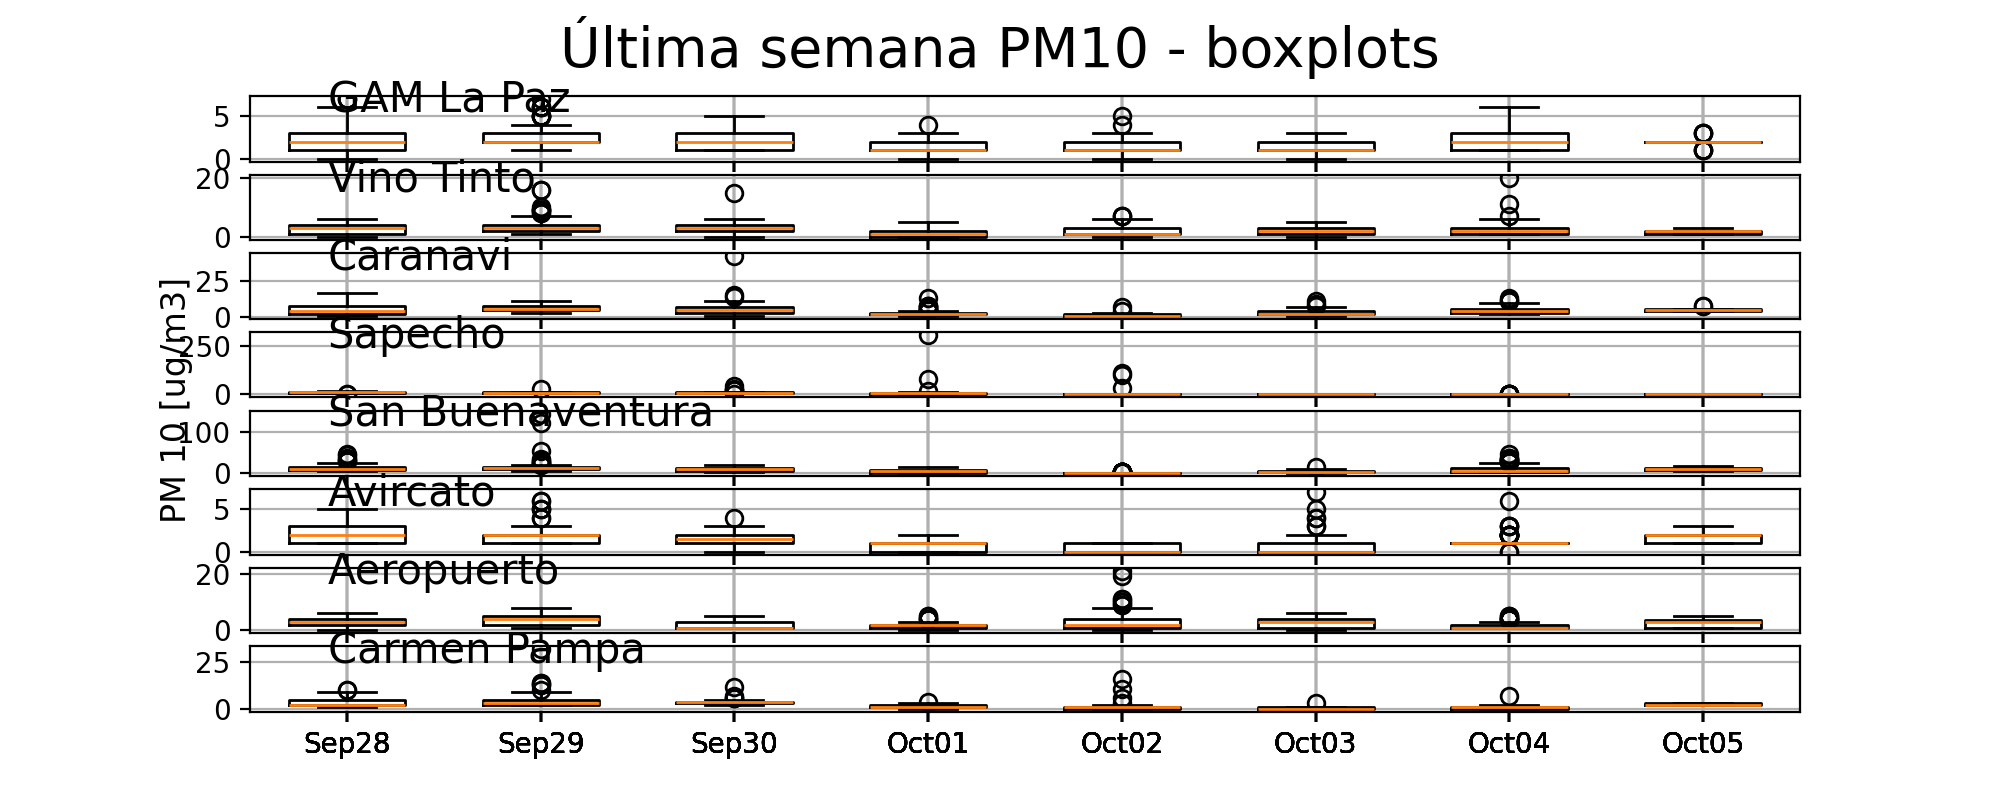 Última semana PM10 - boxplots
GAM La Paz
5
0
Vino Tinto
20
0
Caranavi
25
0
Sapecho
250
0
San Buenaventura
100
0
Avircato
5
0
Aeropuerto
20
0
Carmen Pampa
25
0
PM 10 [ug/m3]
Sep28 Sep29 Sep30 Oct01 Oct02 Oct03 Oct04 Oct05